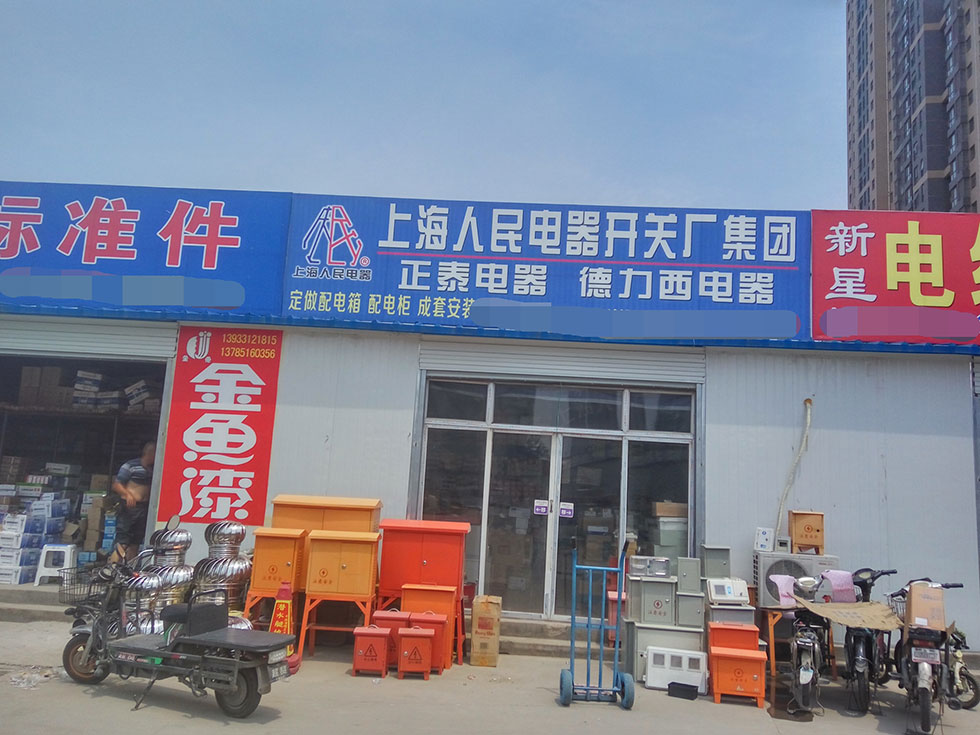 标准件
上海人民电器
上海人民电器开关厂集团
正泰电器 德力西电器
定做配电箱 配电柜 成套安装
新星
电
13933121815
13785160356
金鱼漆